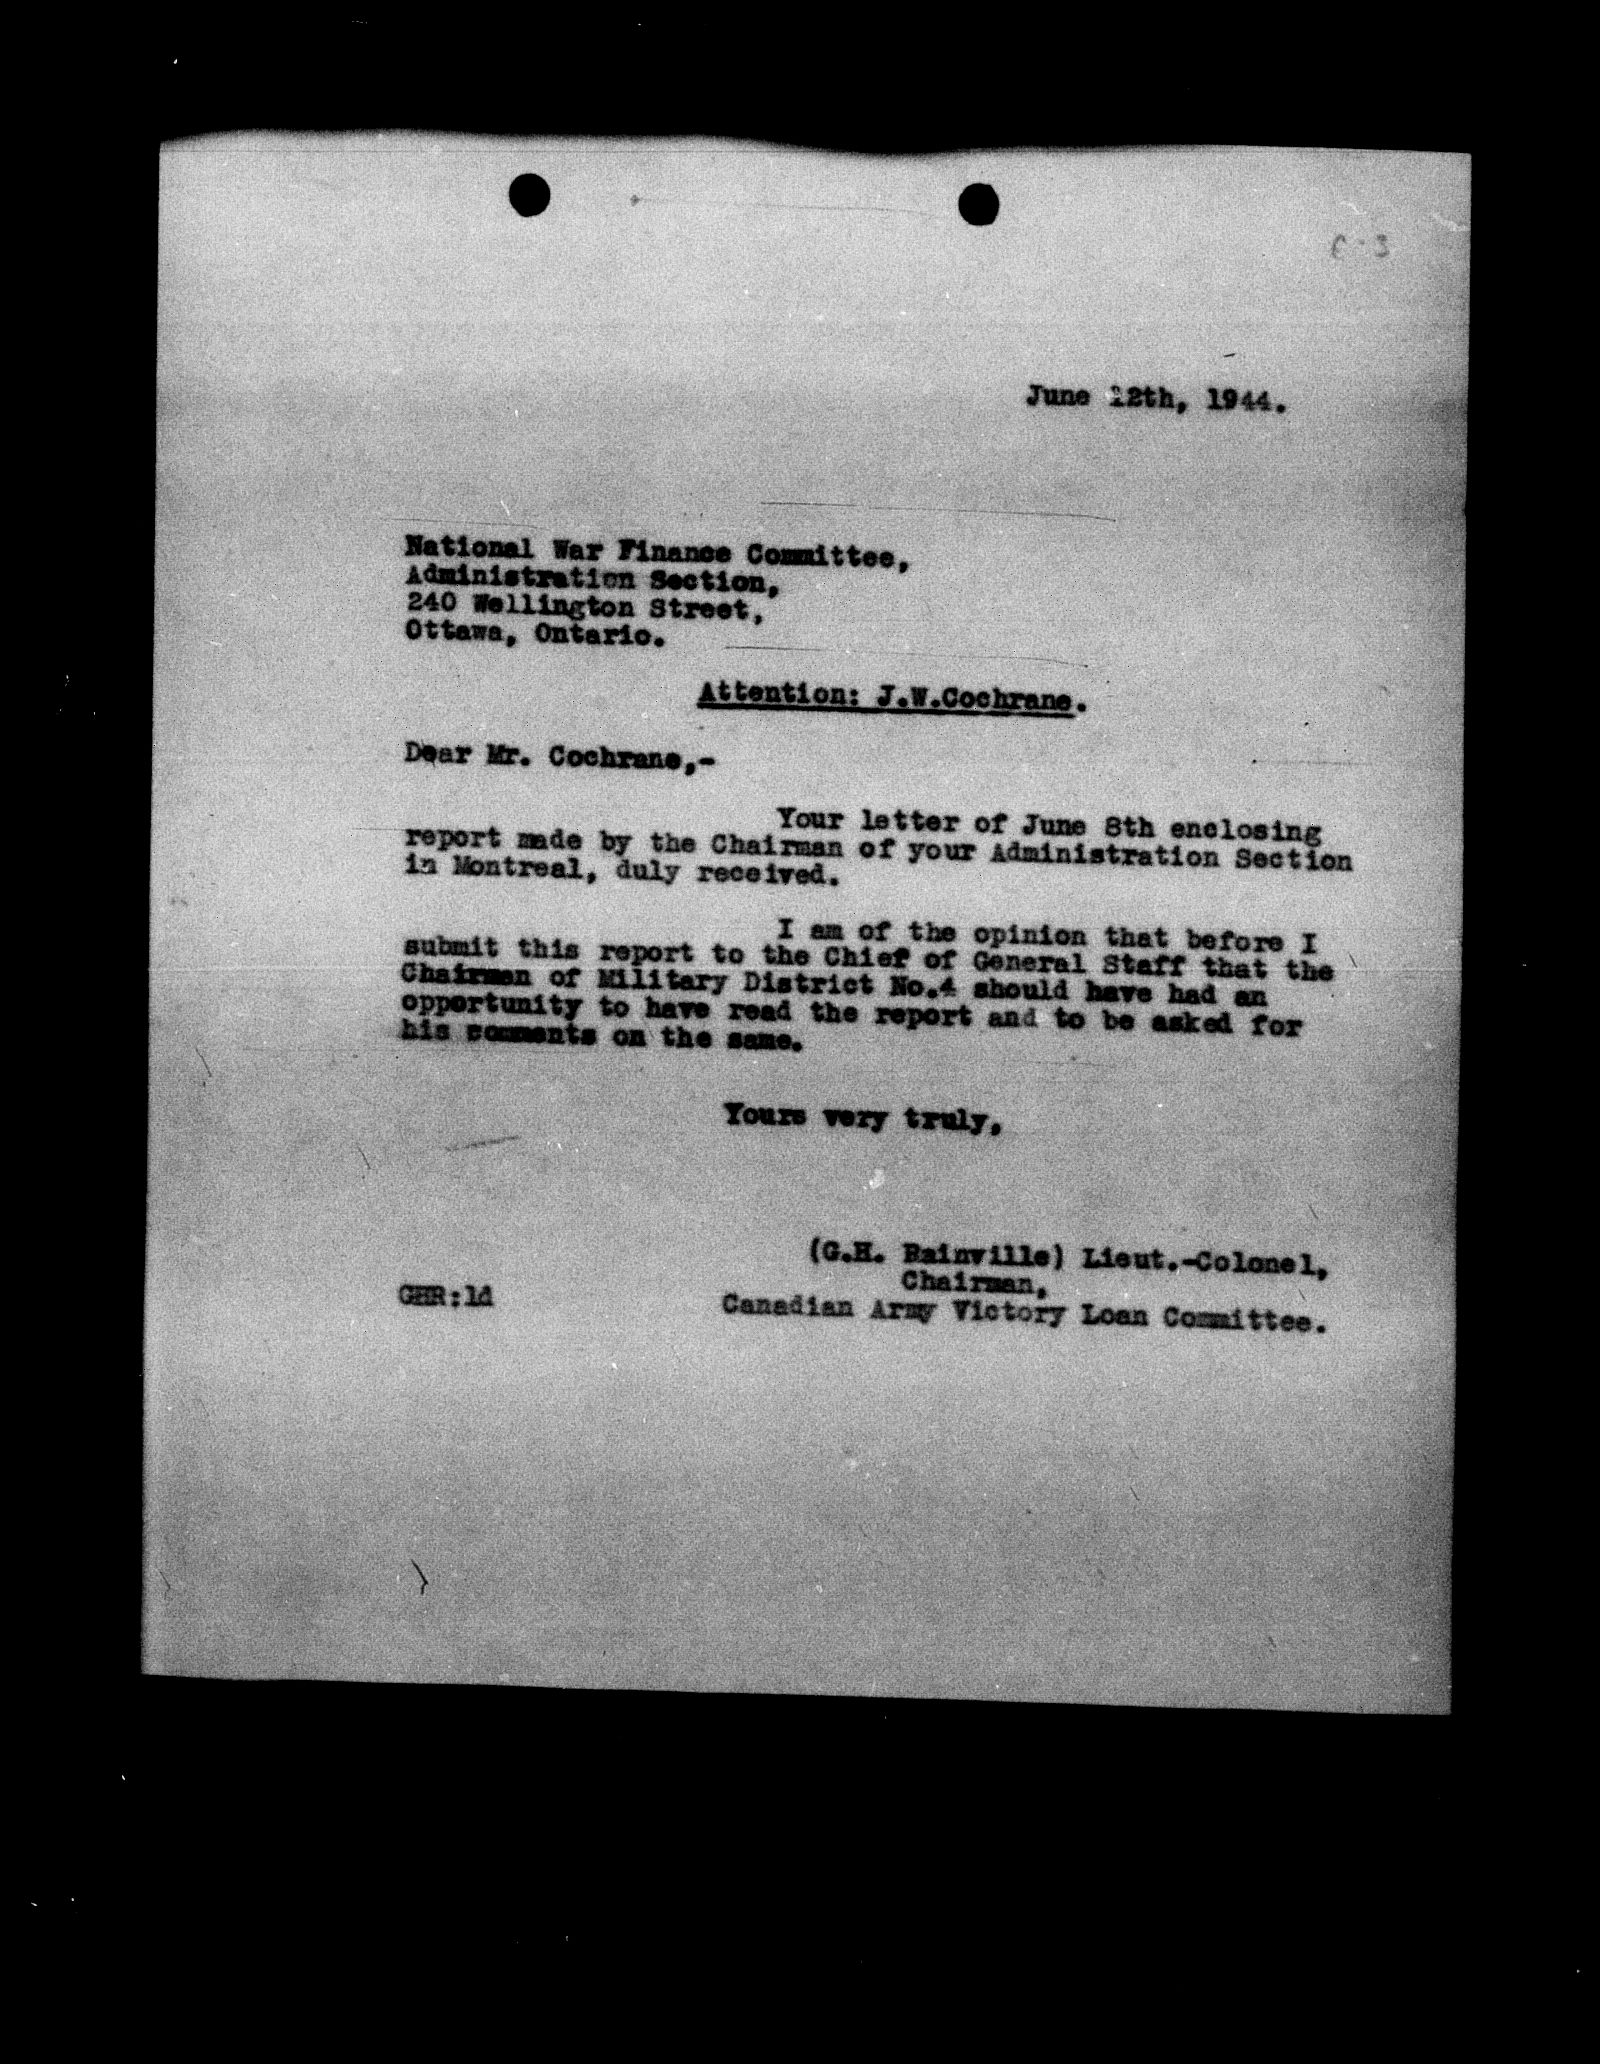 June 12th, 1944.
National War Finance Committee,
Administration Section,
240 Wellington Street,
Ottawa, Ontario.
Attention: J.W.Cochrane.
Dear Mr. Cochrane,-
Your letter of June 8th enclosing
report made by the Chairman of your Administration Section
in Montreal, duly received.
I am of the opinion that before I
submit this report to the Chief of General Staff that the
Chairman of Military District No.4 should have had an
opportunity to have read the report and to be asked for
his comments on the same.
Yours very truly,
(G.H. Rainville) Lieut.-Colonel,
Chairman,
GHR:ld
Canadian Army Victory Loan Committee.